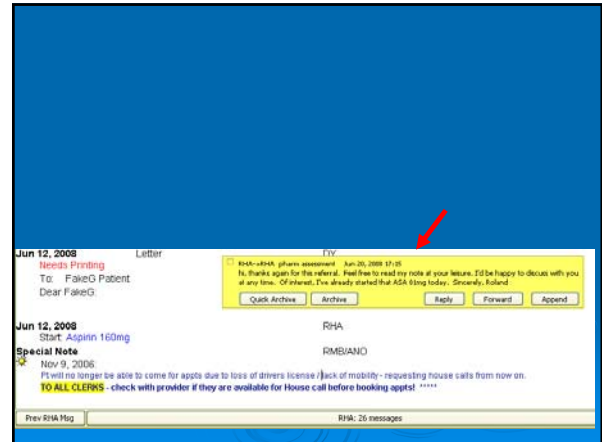 Jun 12, 2008 Letter DY
Needs Printing
To: FakeG Patient
Dear FakeG:
RHA->RHA pharm assessment Jun 20, 2008 17:15
hi, thanks again for this referral. Feel free to read my note at your leisure. I'd be happy to discuss with you
at any time. Of interest, I've already started that ASA 81mg today. Sincerely, Roland
Quick Archive Archive Reply Forward Append
Jun 12, 2008 RHA
Start: Aspirin 160mg
Special Note RMB/ANO
Nov 9, 2006:
Pt will no longer be able to come for appts due to loss of drivers license / lack of mobility - requesting house calls from now on.
TO ALL CLERKS - check with provider if they are available for House call before booking appts! *****
Prev RHA Msg RHA: 26 messages